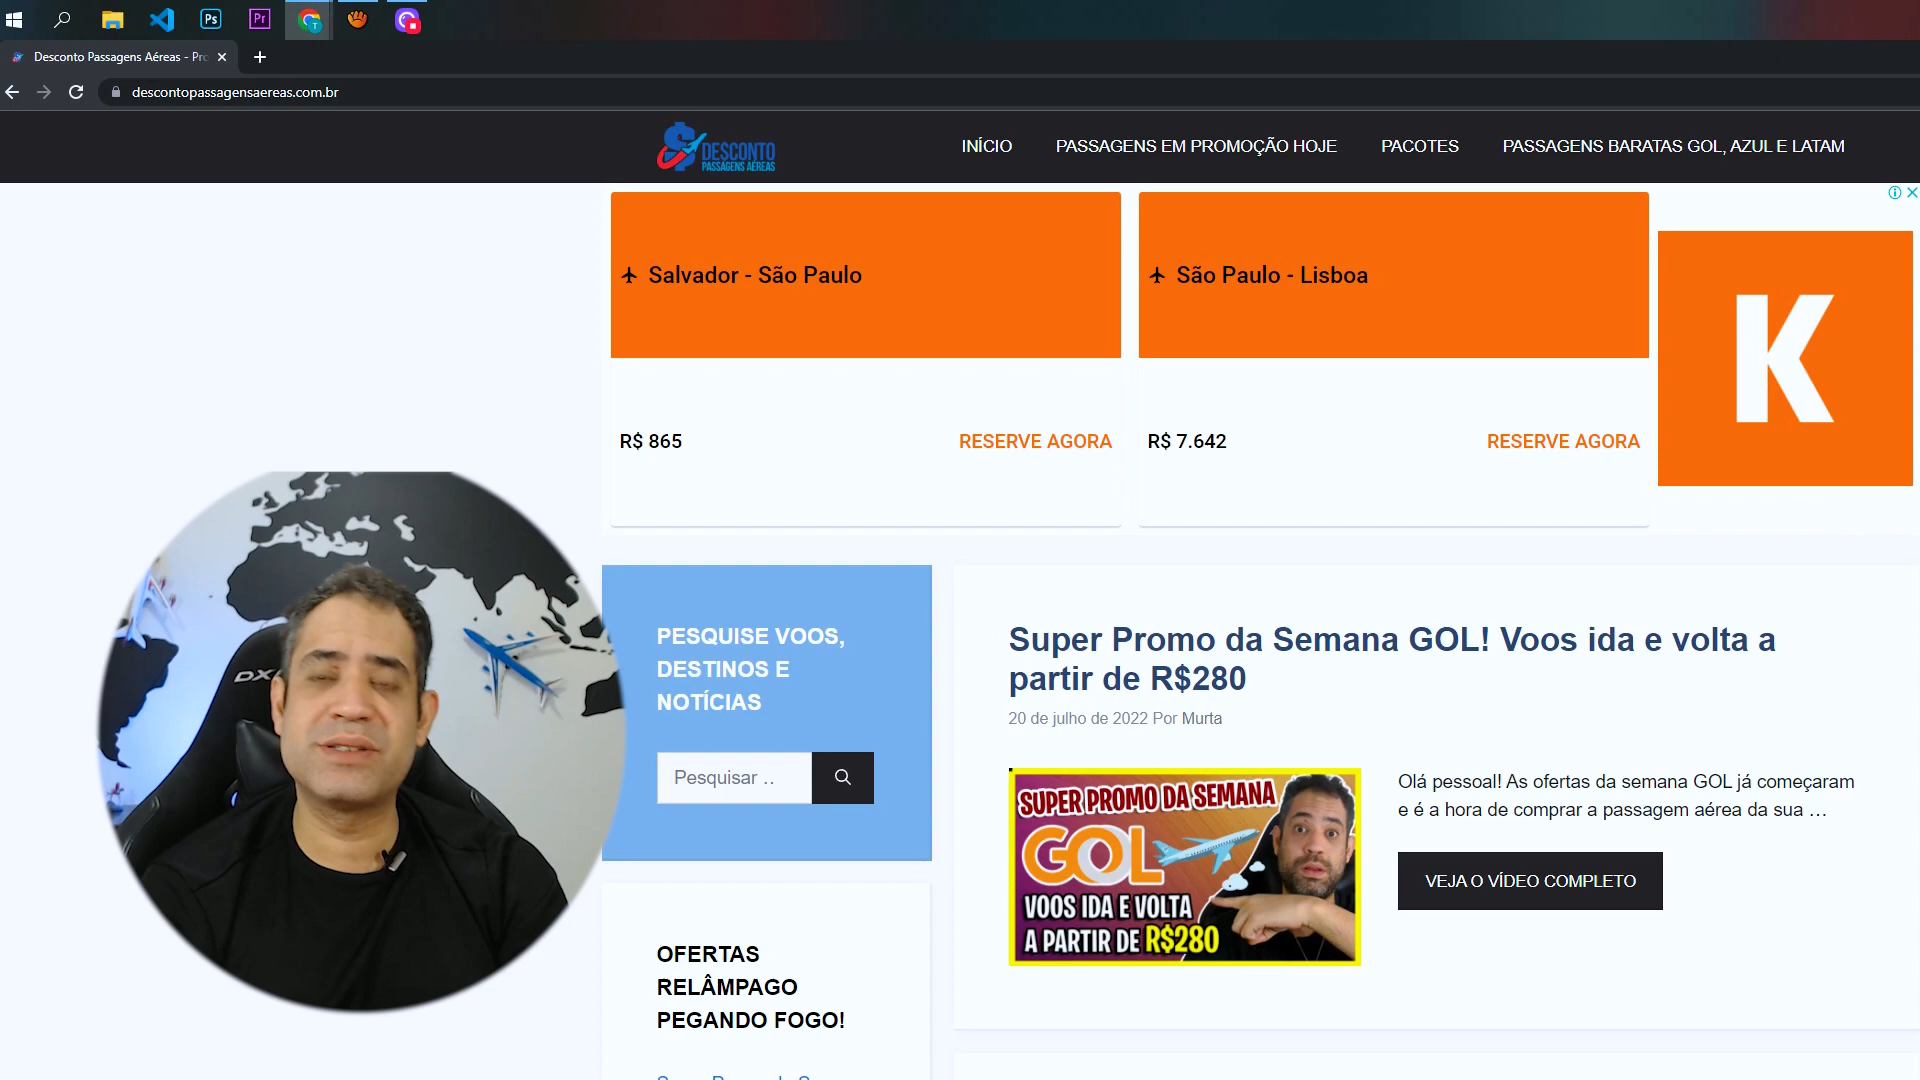 Ps
Pr
T
Desconto Passagens Aéreas - Pro
descontopassagensaereas.com.br
DESCONTO
PASSAGENS AÉREAS
INÍCIO
PASSAGENS EM PROMOÇÃO HOJE
PACOTES
PASSAGENS BARATAS GOL, AZUL E LATAM
Salvador - São Paulo
R$ 865
RESERVE AGORA
São Paulo - Lisboa
R$ 7.642
RESERVE AGORA
K
DX
PESQUISE VOOS,
DESTINOS E
NOTÍCIAS
Pesquisar ..
OFERTAS
RELÂMPAGO
PEGANDO FOGO!
Super Promo da Semana GOL! Voos ida e volta a
partir de R$280
20 de julho de 2022 Por Murta
SUPER PROMO DA SEMANA
GOL
VOOS IDA E VOLTA
A PARTIR DE R$280
Olá pessoal! As ofertas da semana GOL já começaram
e é a hora de comprar a passagem aérea da sua …
VEJA O VÍDEO COMPLETO